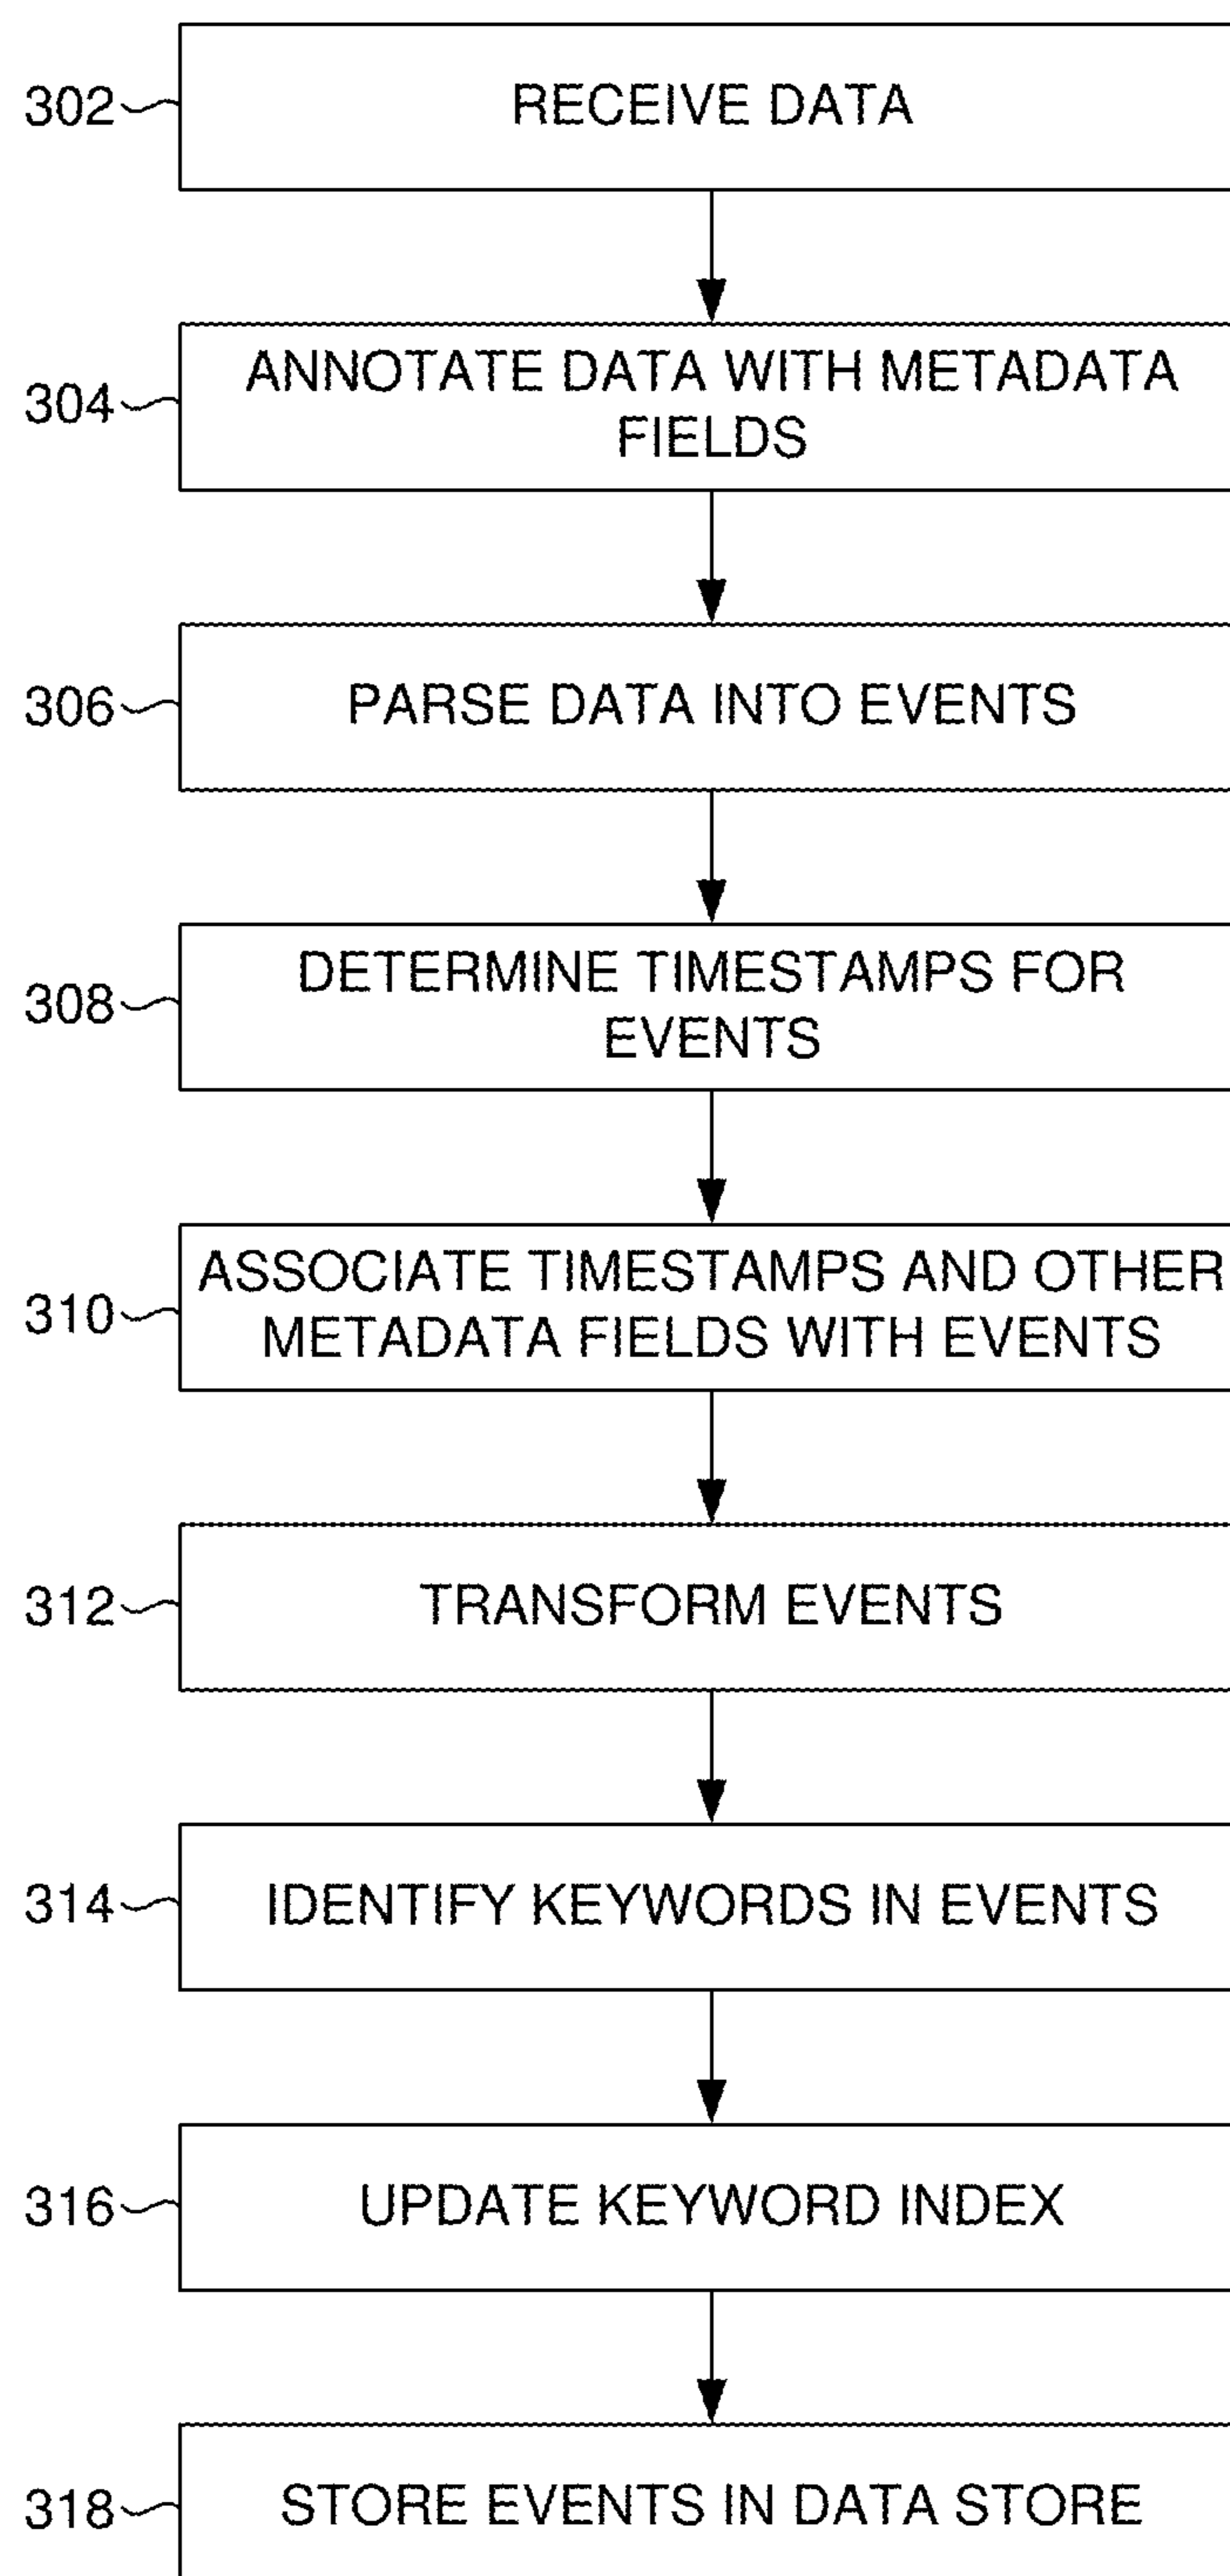 302
RECEIVE DATA
304
ANNOTATE DATA WITH METADATA
FIELDS
306
PARSE DATA INTO EVENTS
308
DETERMINE TIMESTAMPS FOR
EVENTS
310
ASSOCIATE TIMESTAMPS AND OTHER
METADATA FIELDS WITH EVENTS
312
TRANSFORM EVENTS
314
IDENTIFY KEYWORDS IN EVENTS
316
UPDATE KEYWORD INDEX
318
STORE EVENTS IN DATA STORE